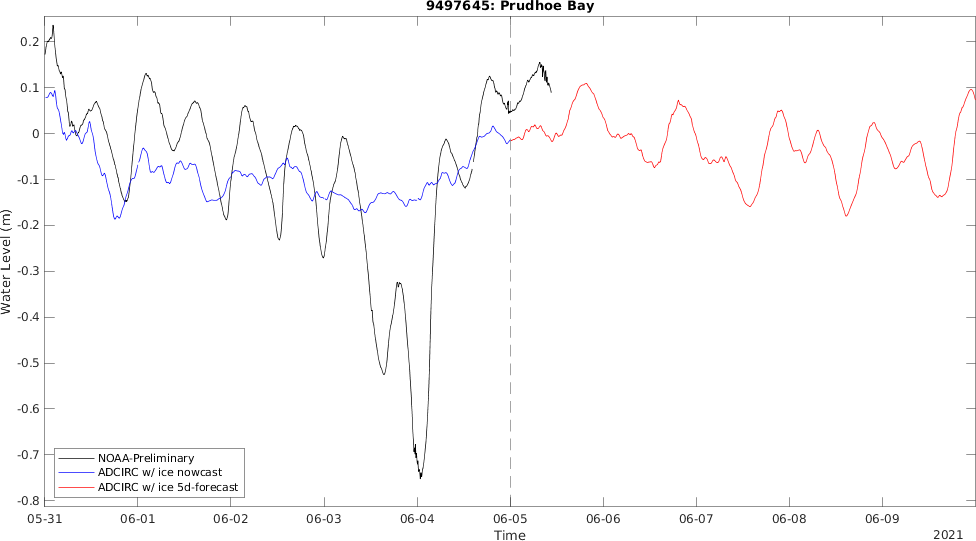 9497645: Prudhoe Bay
Water Level (m)
0.2
0.1
0
-0.1
-0.2
-0.3
-0.4
-0.5
-0.6
-0.7
-0.8
NOAA-Preliminary
ADCIRC w/ ice nowcast
ADCIRC w/ ice 5d-forecast
05-31 06-01 06-02 06-03 06-04 06-05 06-06 06-07 06-08 06-09
Time
2021